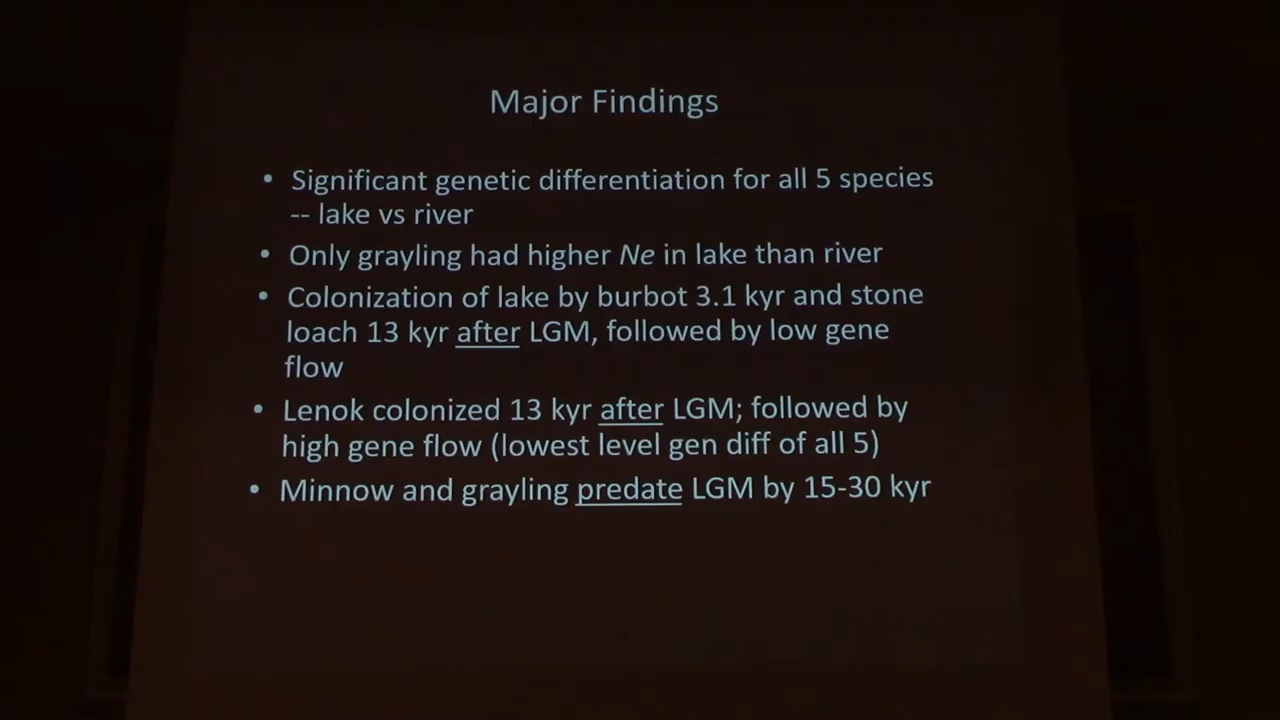 Major Findings
• Significant genetic differentiation for all 5 species
-- lake vs river
• Only grayling had higher Ne in lake than river
• Colonization of lake by burbot 3.1 kyr and stone
loach 13 kyr after LGM, followed by low gene
flow
• Lenok colonized 13 kyr after LGM; followed by
high gene flow (lowest level gen diff of all 5)
• Minnow and grayling predate LGM by 15-30 kyr